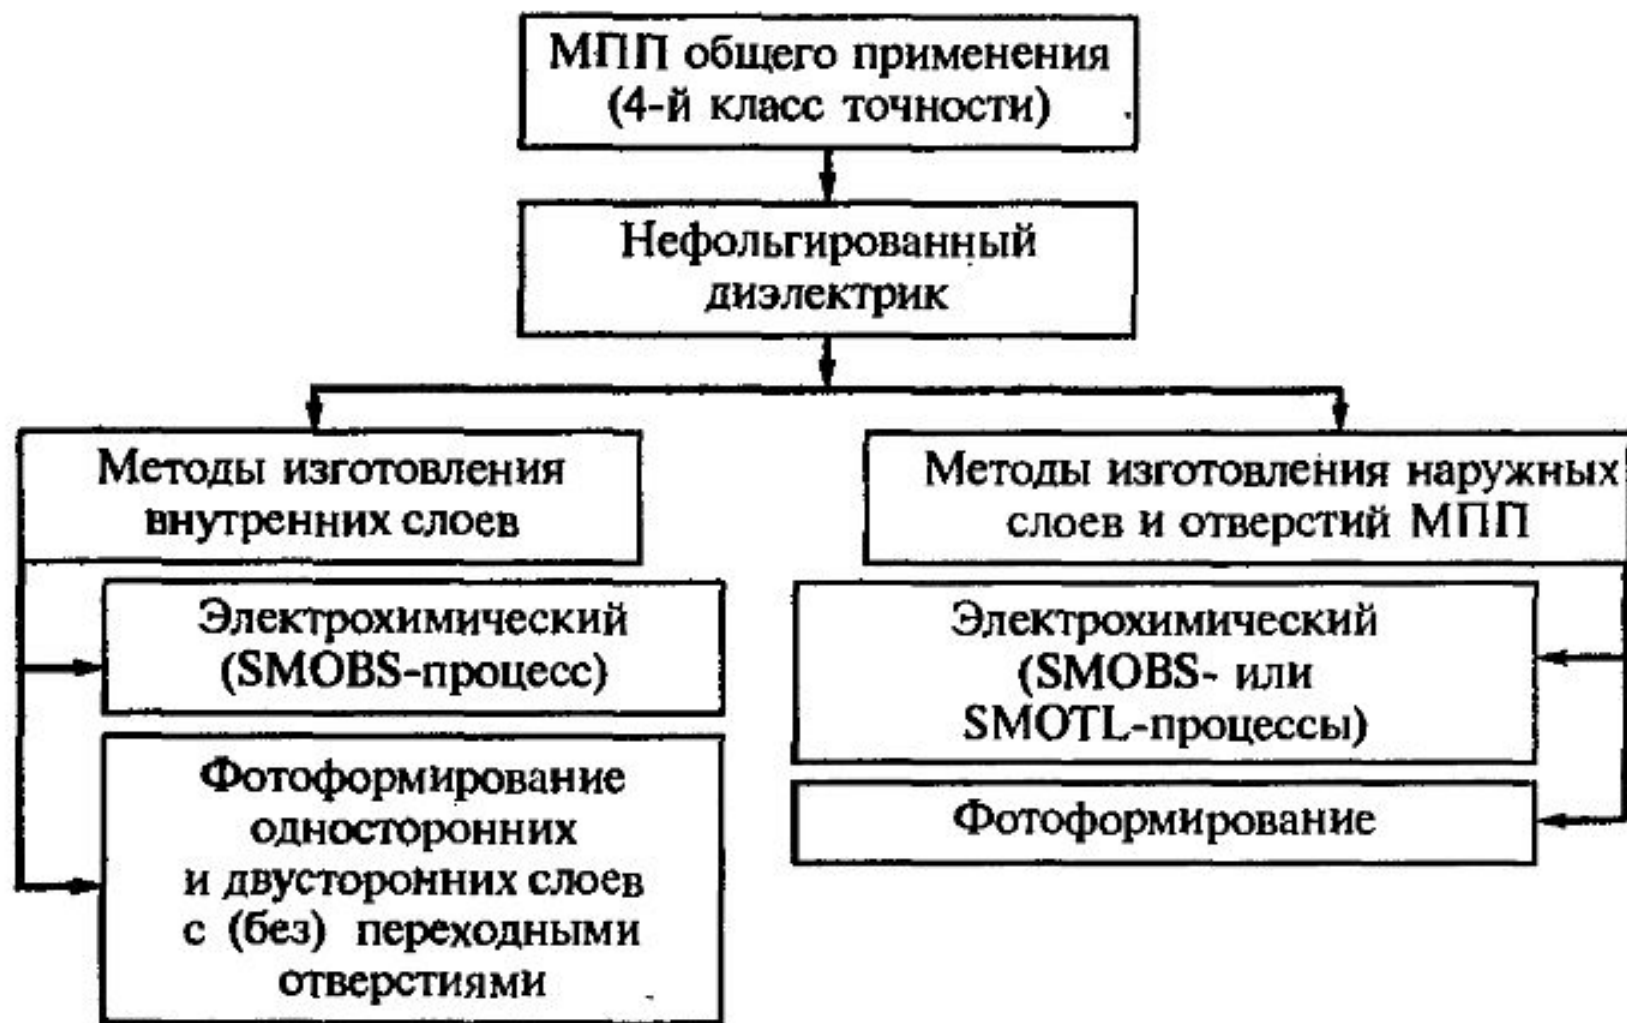 МПП общего применения
(4-й класс точности)
Нефольгированный
диэлектрик
Методы изготовления
внутренних слоев
Электрохимический
(SMOBS-процесс)
Фотоформирование
односторонних
и двусторонних слоев
с (без) переходными
отверстиями
Методы изготовления наружных
слоев и отверстий МПП
Электрохимический
(SMOBS- или
SMOTL-процессы)
Фотоформирование